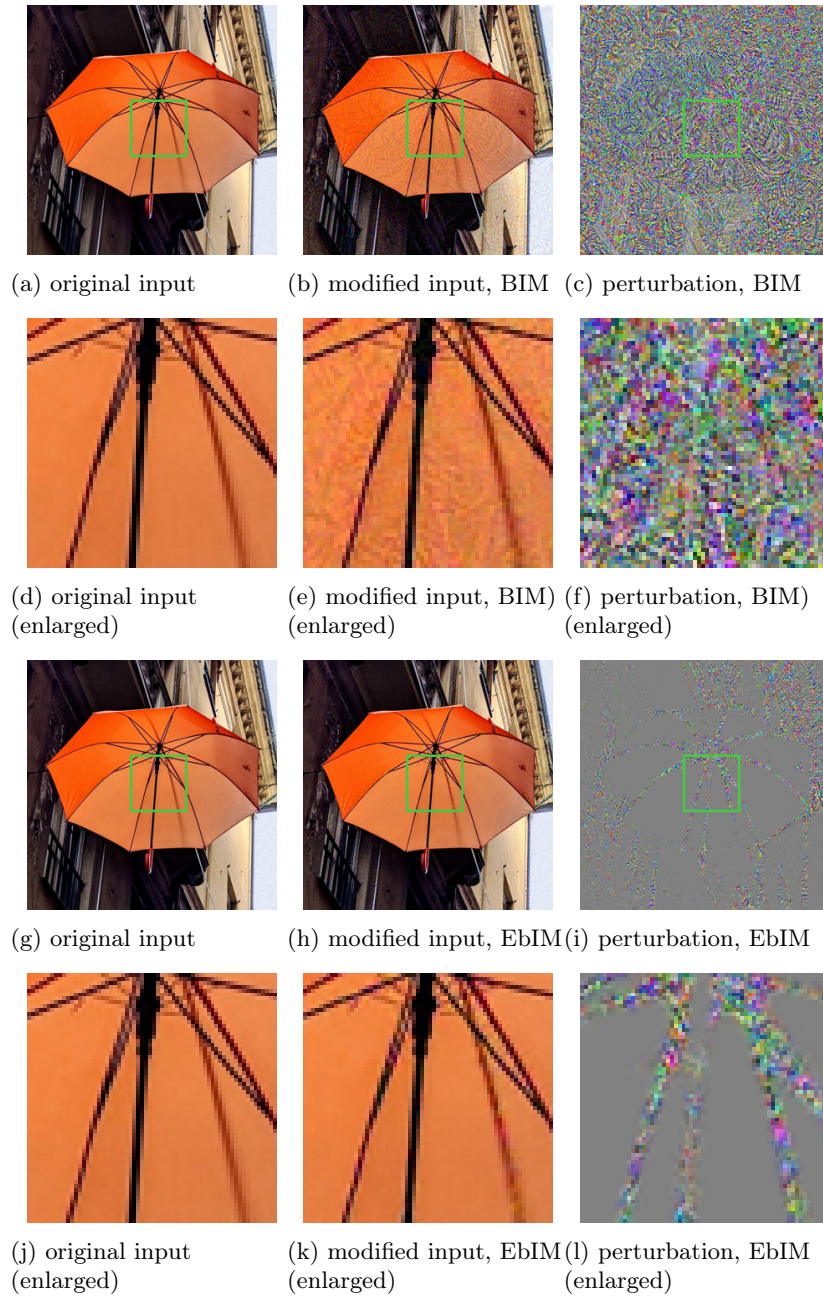 (a) original input
(b) modified input, BIM
(c) perturbation, BIM
(d) original input
(enlarged)
(e) modified input, BIM)
(enlarged)
(f) perturbation, BIM)
(enlarged)
(g) original input
(h) modified input, EbIM
(i) perturbation, EbIM
(j) original input
(enlarged)
(k) modified input, EbIM
(enlarged)
(l) perturbation, EbIM
(enlarged)